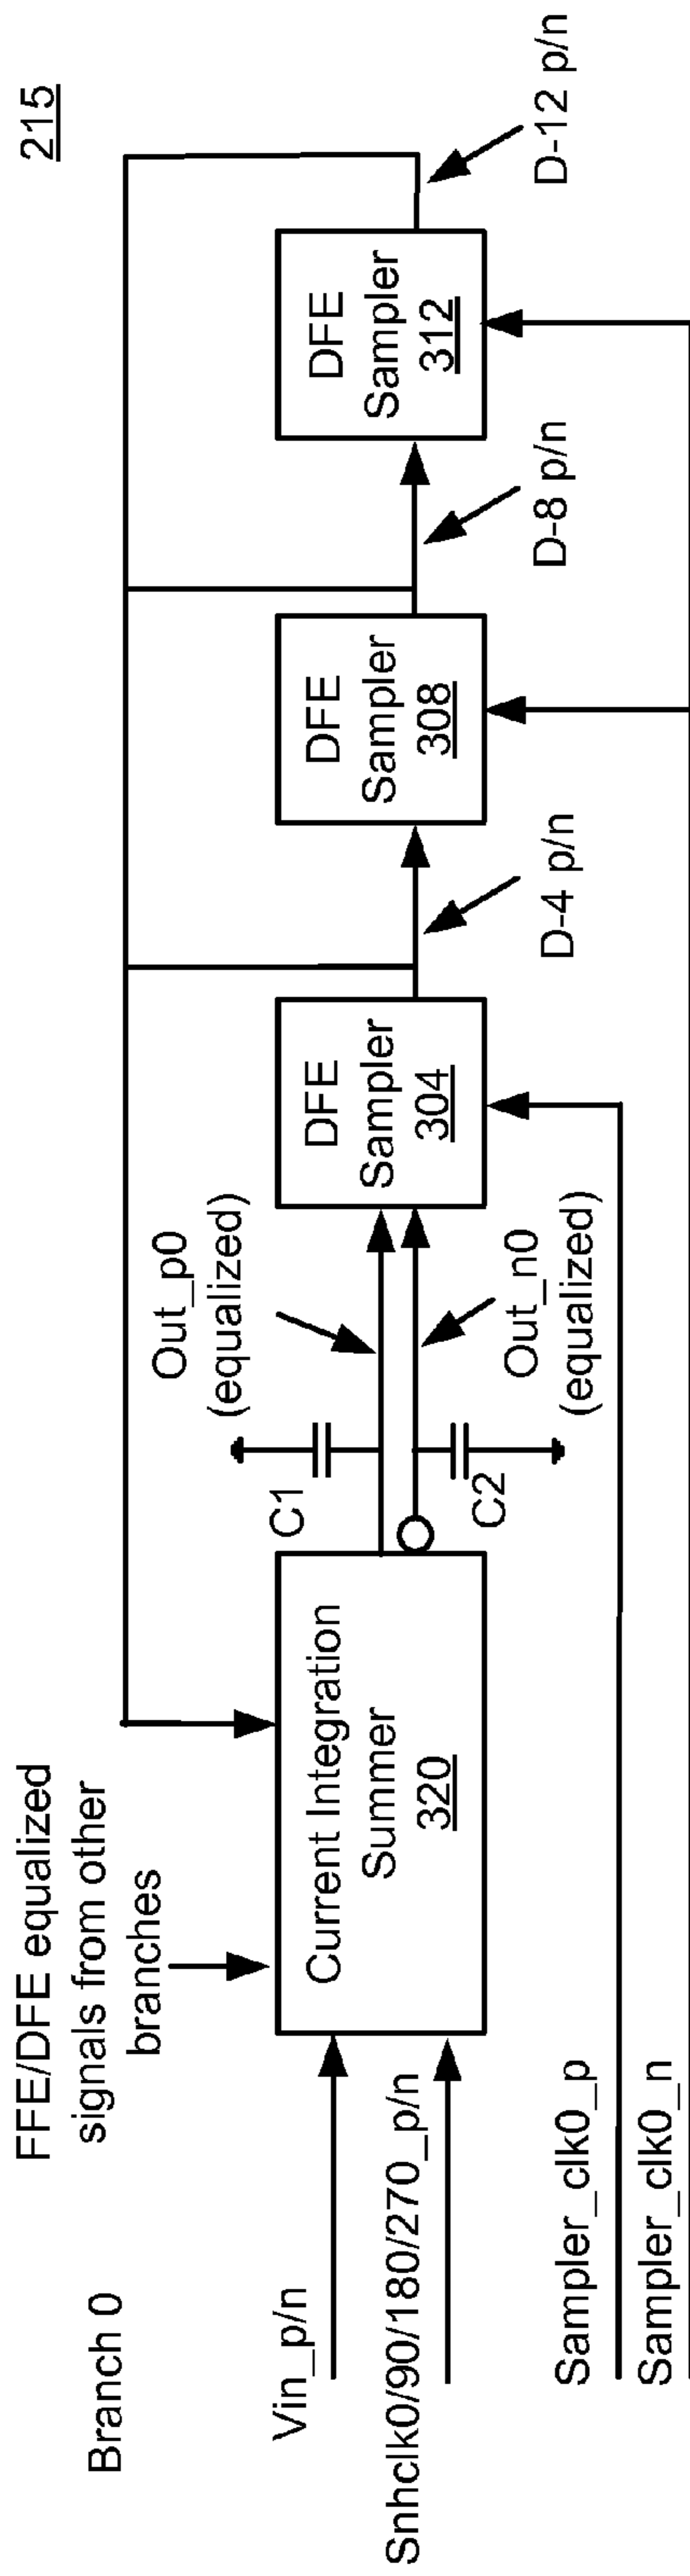 215
Branch 0
FFE/DFE equalized
signals from other
branches
Vin_p/n
Snhclk0/90/180/270_p/n
Current Integration
Summer
320
C1
C2
Out_p0
(equalized)
Out_n0
(equalized)
DFE
Sampler
304
D-4 p/n
DFE
Sampler
308
D-8 p/n
DFE
Sampler
312
D-12 p/n
Sampler_clk0_p
Sampler_clk0_n